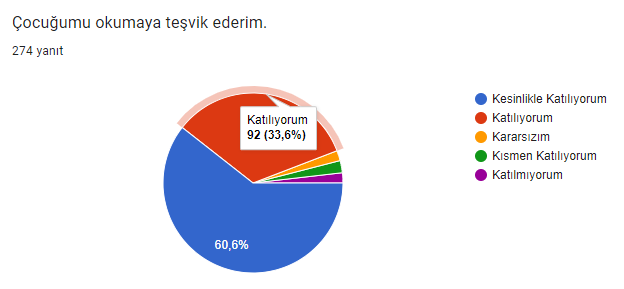 Çocuğumu okumaya teşvik ederim.
274 yanıt
Katılıyorum
92 (33,6%)
60,6%
Kesinlikle Katılıyorum
Katılıyorum
Kararsızım
Kısmen Katılıyorum
Katılmıyorum